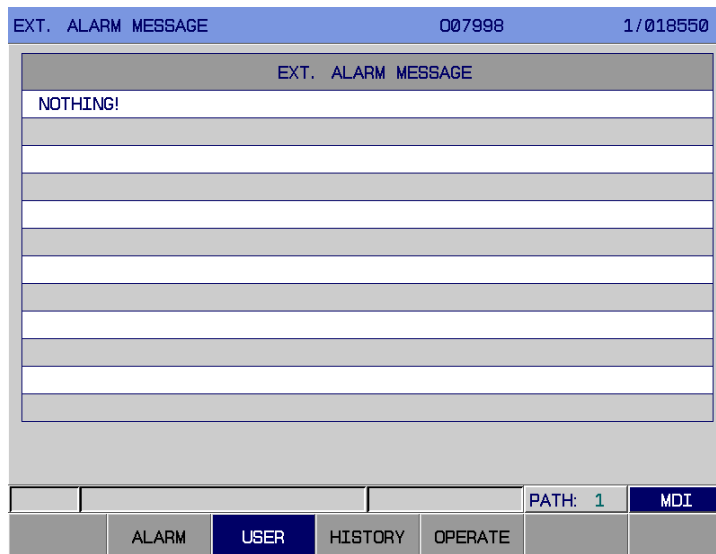 EXT. ALARM MESSAGE O07998 1/018550
EXT. ALARM MESSAGE
NOTHING!
PATH: 1 MDI
ALARM USER HISTORY OPERATE